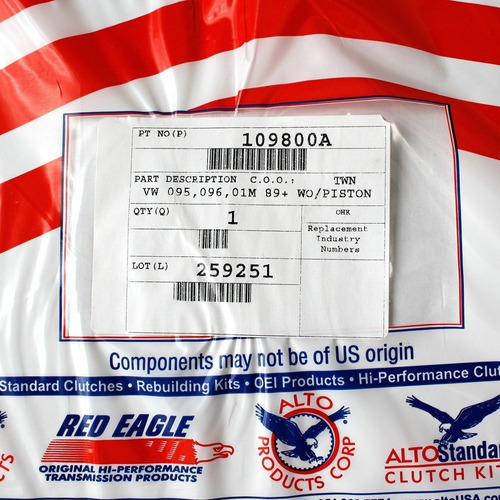 PT NO(P) 109800A
PART DESCRIPTION C.O.O.: TWN
VW 095,096,01M 89+ WO/PISTON
QTY(Q) 1
OHK
Replacement
Industry
Numbers
LOT(L) 259251
Components may not be of US origin
Standard Clutches • Rebuilding Kits • OEI Products • Hi-Performance Clut
RED EAGLE
ORIGINAL HI-PERFORMANCE
TRANSMISSION PRODUCTS
ALTO
PRODUCTS CORP
ALTOStandard
CLUTCH KI